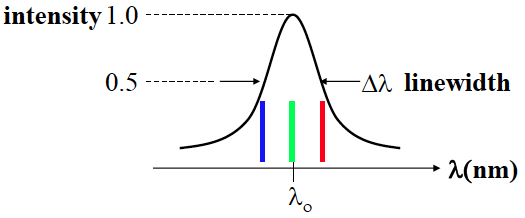 intensity 1.0
0.5
Δλ linewidth
λ(nm)
λo